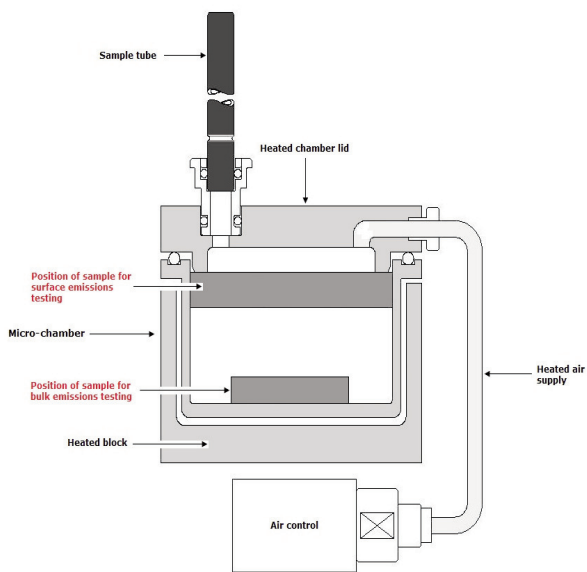 Sample tube
Heated chamber lid
Position of sample for
surface emissions
testing
Micro-chamber
Position of sample for
bulk emissions testing
Heated air
supply
Heated block
Air control